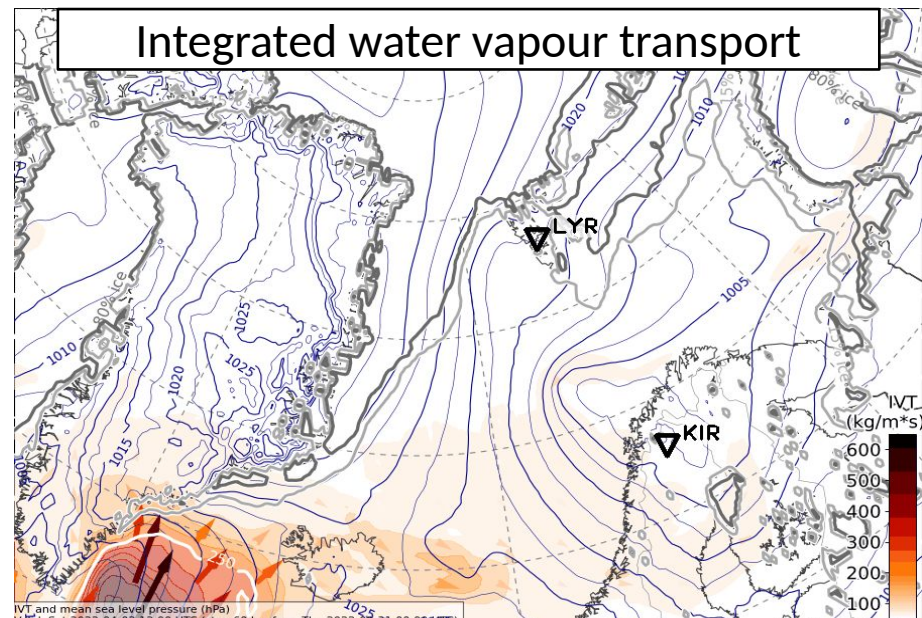 Integrated water vapour transport
80% ice
1020
1010
LYR
1005
1010
1025
1025
1020
1015
80% ice
KIR
IVT
(kg/m*s)
600
500
400
300
200
100
250
IVT and mean sea level pressure (hPa)
1025